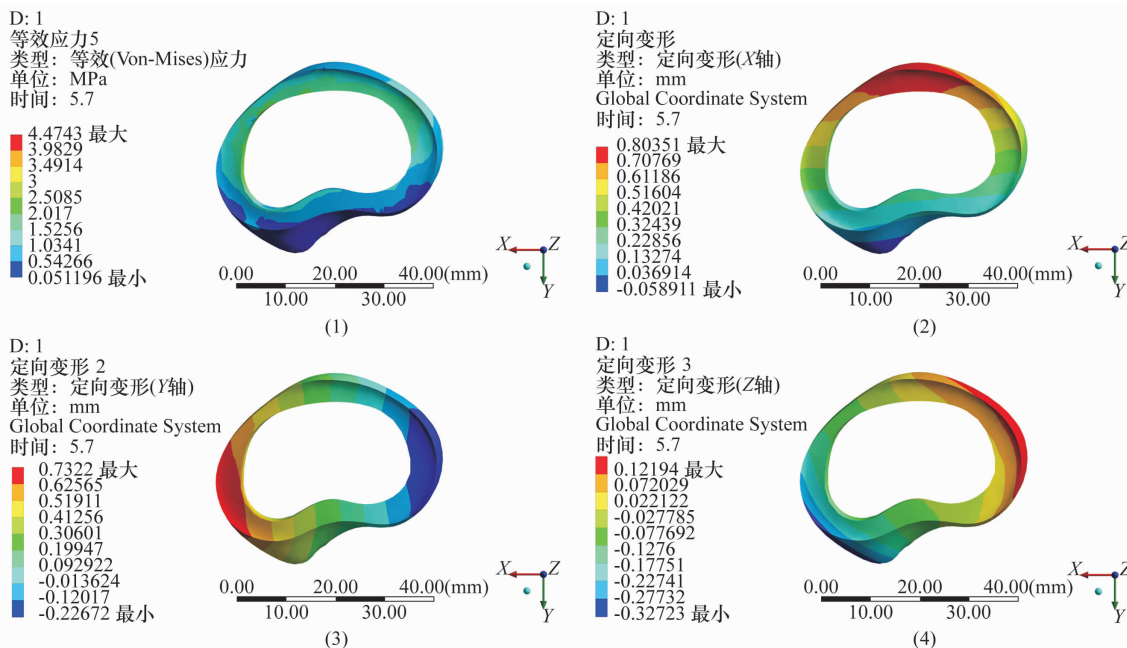 D: 1
等效应力5
类型: 等效(Von-Mises)应力
单位: MPa
时间: 5.7
4.4743 最大
3.9829
3.4914
3
2.5085
2.017
1.5256
1.0341
0.54266
0.051196 最小
X
Z
Y
0.00 20.00 40.00(mm)
10.00 30.00
(1)
D: 1
定向变形
类型: 定向变形(X轴)
单位: mm
Global Coordinate System
时间: 5.7
0.80351 最大
0.70769
0.61186
0.51604
0.42021
0.32439
0.22856
0.13274
0.036914
-0.058911 最小
X
Z
Y
0.00 20.00 40.00(mm)
10.00 30.00
(2)
D: 1
定向变形 2
类型: 定向变形(Y轴)
单位: mm
Global Coordinate System
时间: 5.7
0.7322 最大
0.62565
0.51911
0.41256
0.30601
0.19947
0.092922
-0.013624
-0.12017
-0.22672 最小
X
Z
Y
0.00 20.00 40.00(mm)
10.00 30.00
(3)
D: 1
定向变形 3
类型: 定向变形(Z轴)
单位: mm
Global Coordinate System
时间: 5.7
0.12194 最大
0.072029
0.022122
-0.027785
-0.077692
-0.1276
-0.17751
-0.22741
-0.27732
-0.32723 最小
X
Z
Y
0.00 20.00 40.00(mm)
10.00 30.00
(4)